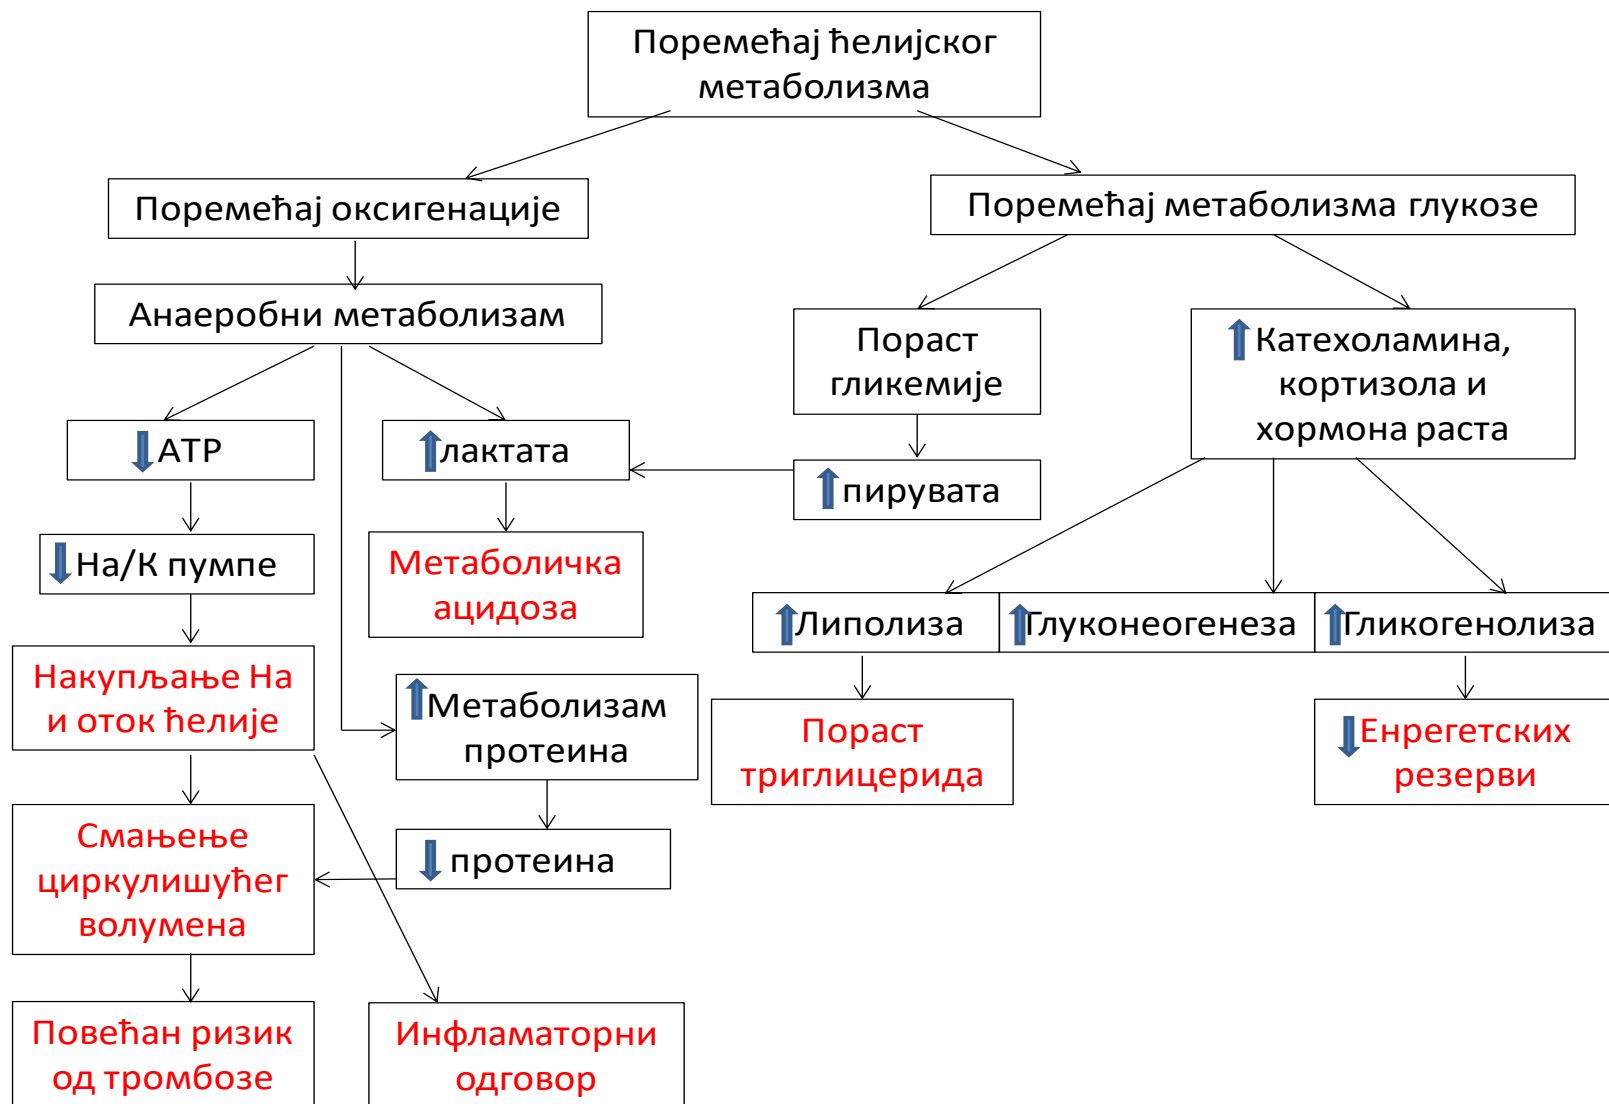 Поремећај ћелијског
метаболизма
Поремећај оксигенације
Поремећај метаболизма глукозе
Анаеробни метаболизам
Пораст
гликемије
Катехоламина,
кортизола и
хормона раста
АТР
лактата
пирувата
На/К пумпе
Метаболичка
ацидоза
Липолиза
Глуконеогенеза
Гликогенолиза
Накупљање На
и оток ћелије
Метаболизам
протеина
Пораст
триглицерида
Енрегетских
резерви
Смањење
циркулишућег
волумена
протеина
Повећан ризик
од тромбозе
Инфламаторни
одговор